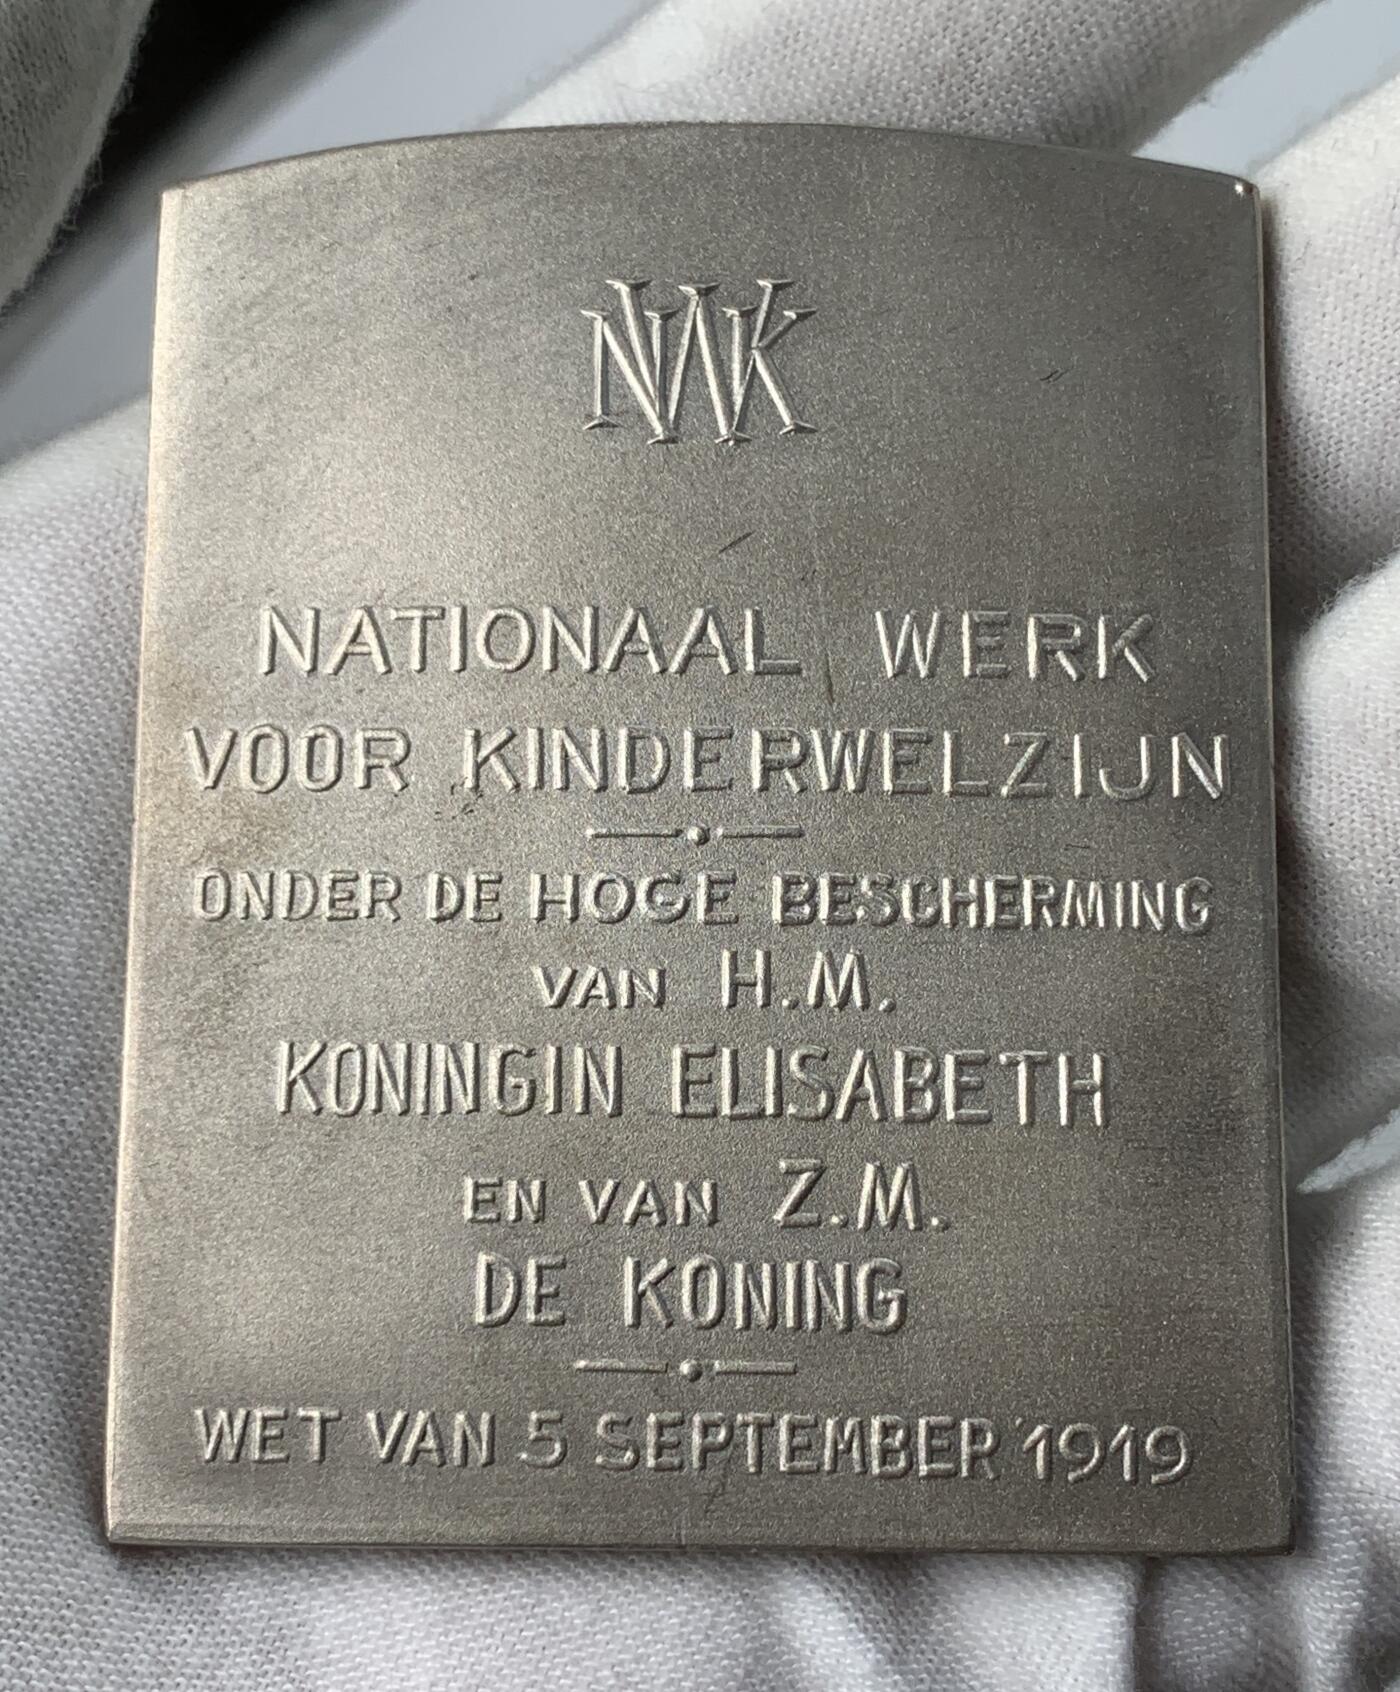 NWK
NATIONAAL WERK
VOOR KINDERWELZIJN
ONDER DE HOGE BESCHERMING
VAN H.M.
KONINGIN ELISABETH
EN VAN Z.M.
DE KONING
WET VAN 5 SEPTEMBER 1919